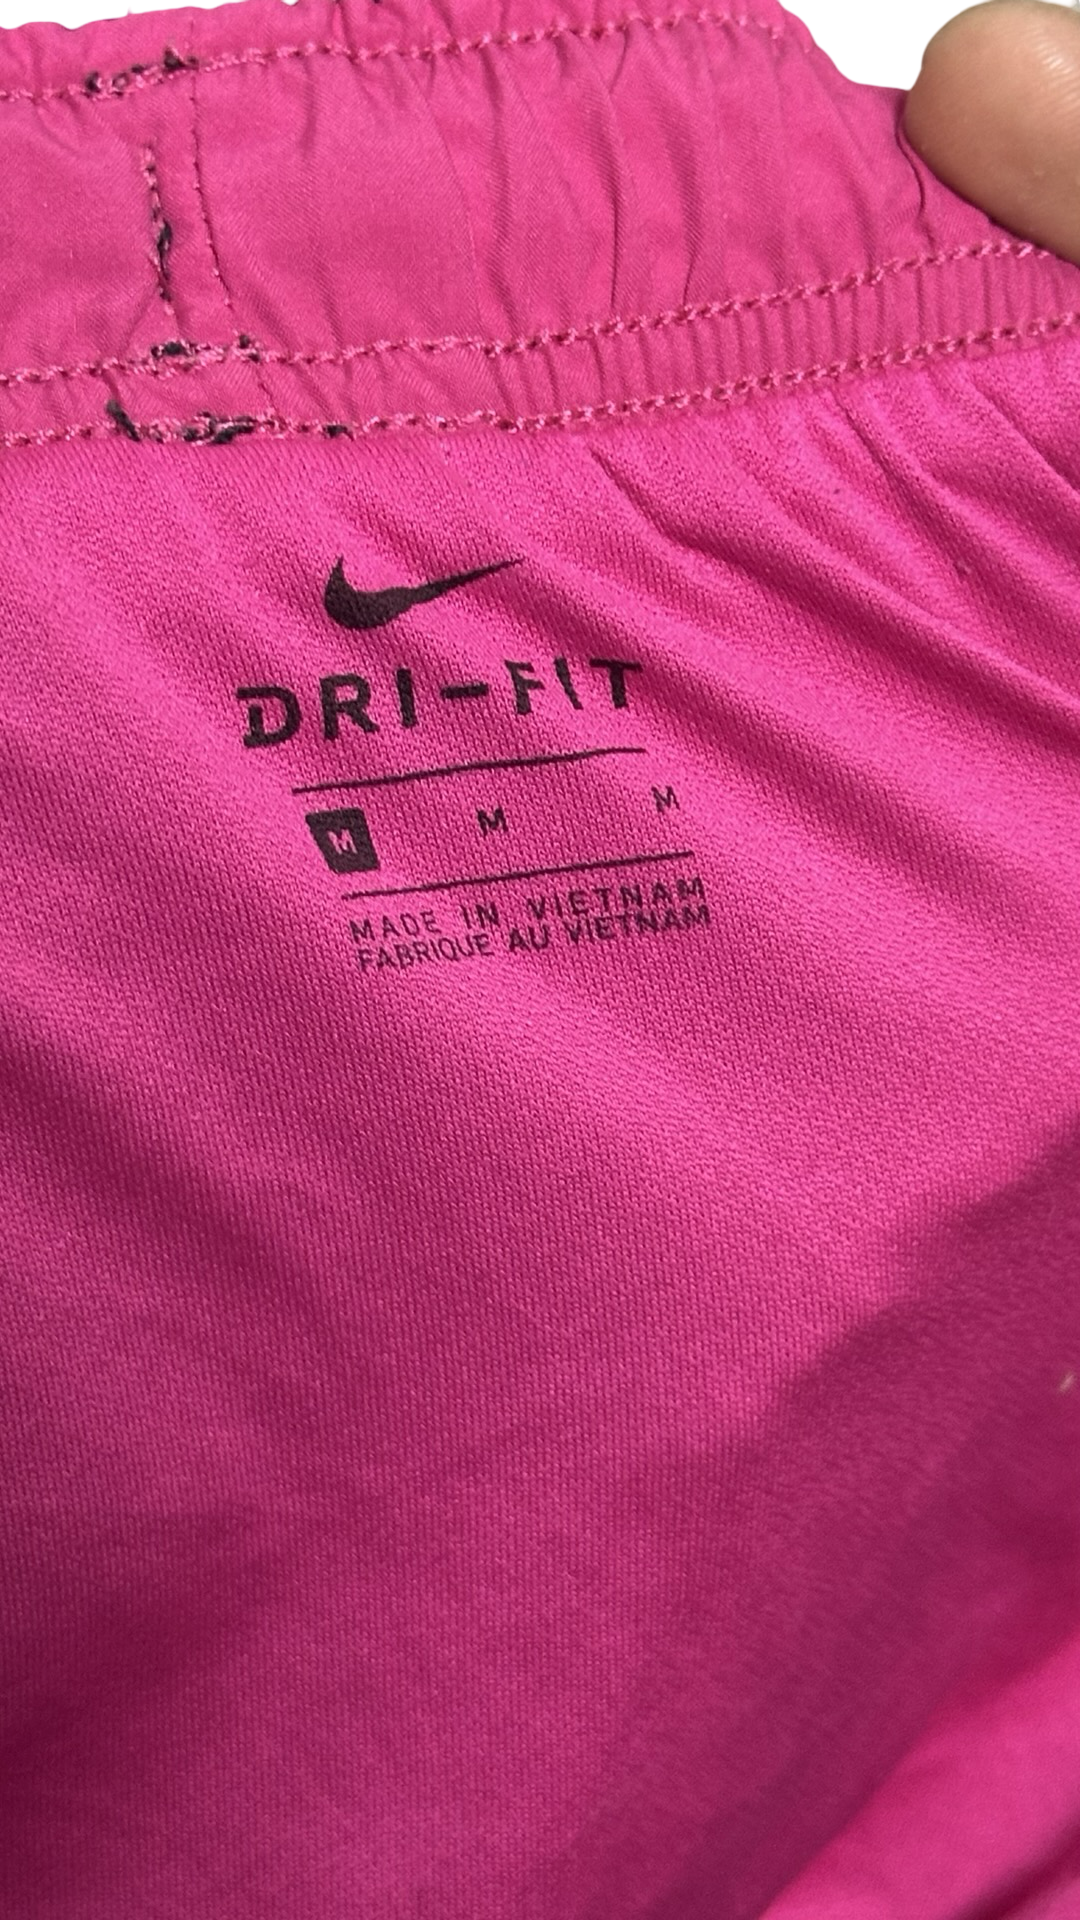 DRI-FIT
M M M
MADE IN VIETNAM
FABRIQUE AU VIETNAM